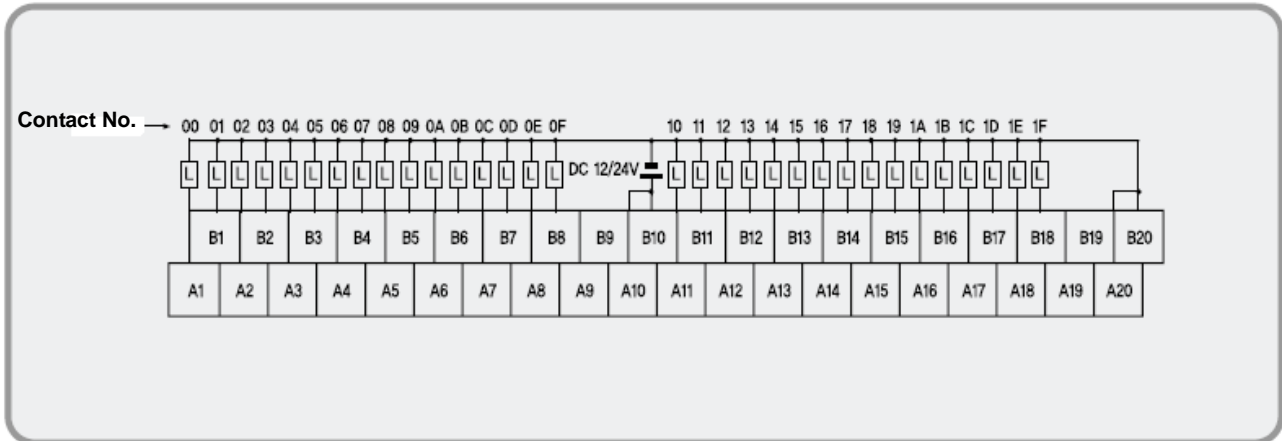 Contact No. 00 01 02 03 04 05 06 07 08 09 0A 0B 0C 0D 0E 0F 10 11 12 13 14 15 16 17 18 19 1A 1B 1C 1D 1E 1F
L L L L L L L L L L L L L L L L DC 12/24V L L L L L L L L L L L L L L L L
B1 B2 B3 B4 B5 B6 B7 B8 B9 B10 B11 B12 B13 B14 B15 B16 B17 B18 B19 B20
A1 A2 A3 A4 A5 A6 A7 A8 A9 A10 A11 A12 A13 A14 A15 A16 A17 A18 A19 A20